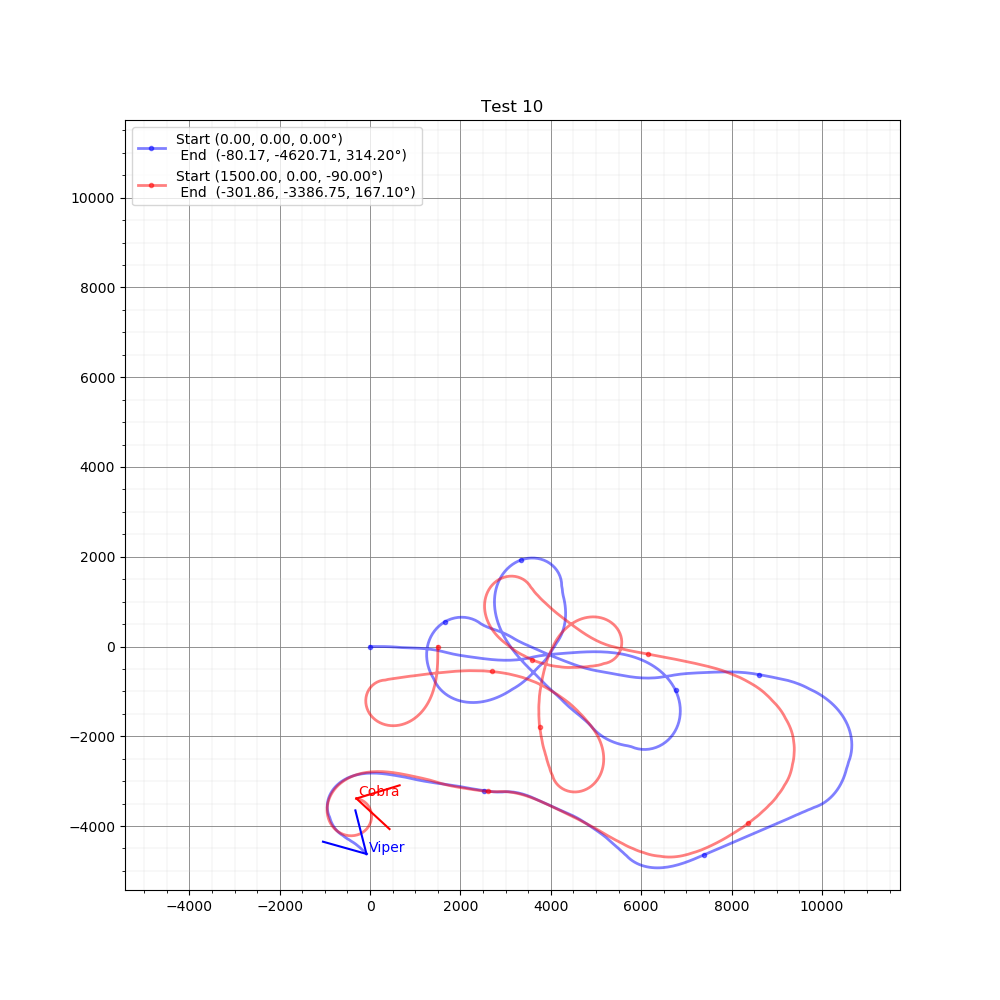 Test 10
Start (0.00, 0.00, 0.00°)
End  (-80.17, -4620.71, 314.20°)
Start (1500.00, 0.00, -90.00°)
End  (-301.86, -3386.75, 167.10°)
10000
8000
6000
4000
2000
0
−2000
−4000
Cobra
Viper
−4000 −2000 0 2000 4000 6000 8000 10000